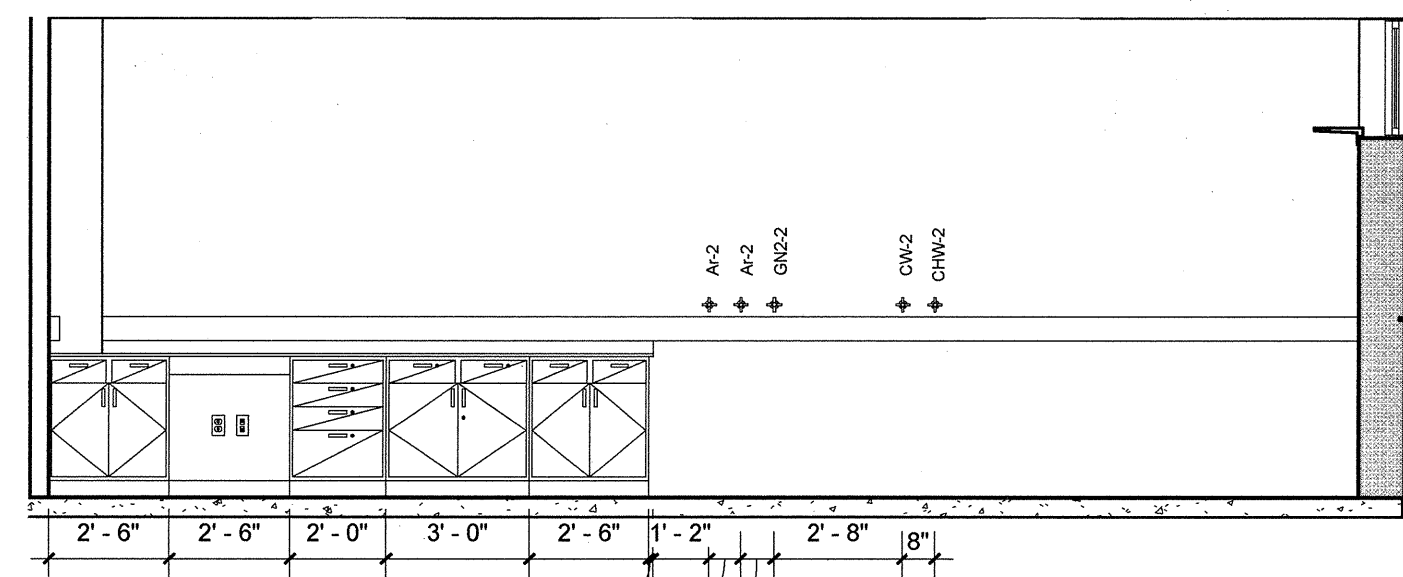 Ar-2
Ar-2
GN2-2
CW-2
CHW-2
2' - 6"
2' - 6"
2' - 0"
3' - 0"
2' - 6"
1' - 2"
2' - 8"
8"